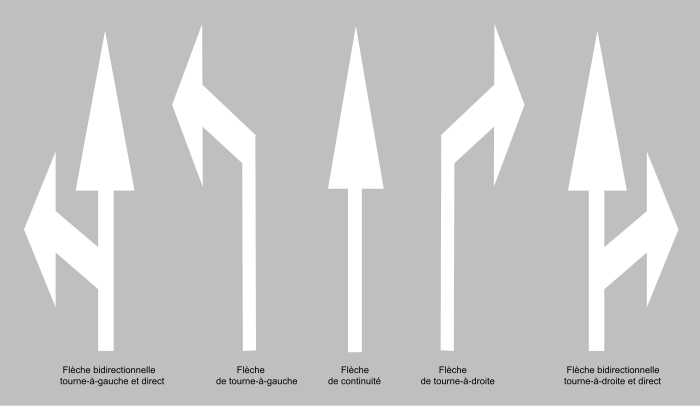 Flèche bidirectionnelle
tourne-à-gauche et direct
Flèche
de tourne-à-gauche
Flèche
de continuité
Flèche
de tourne-à-droite
Flèche bidirectionnelle
tourne-à-droite et direct